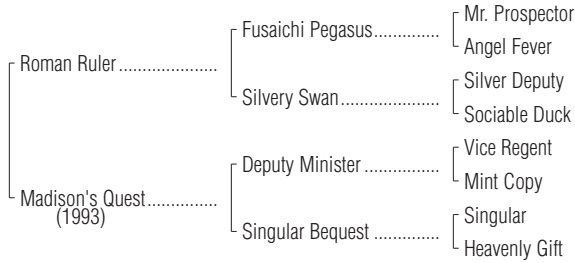 Mr. Prospector
Fusaichi Pegasus..............
Angel Fever
Roman Ruler.....................
Silver Deputy
Silvery Swan.....................
Sociable Duck
Vice Regent
Deputy Minister................
Mint Copy
Madison's Quest...............
(1993)
Singular
Singular Bequest..............
Heavenly Gift